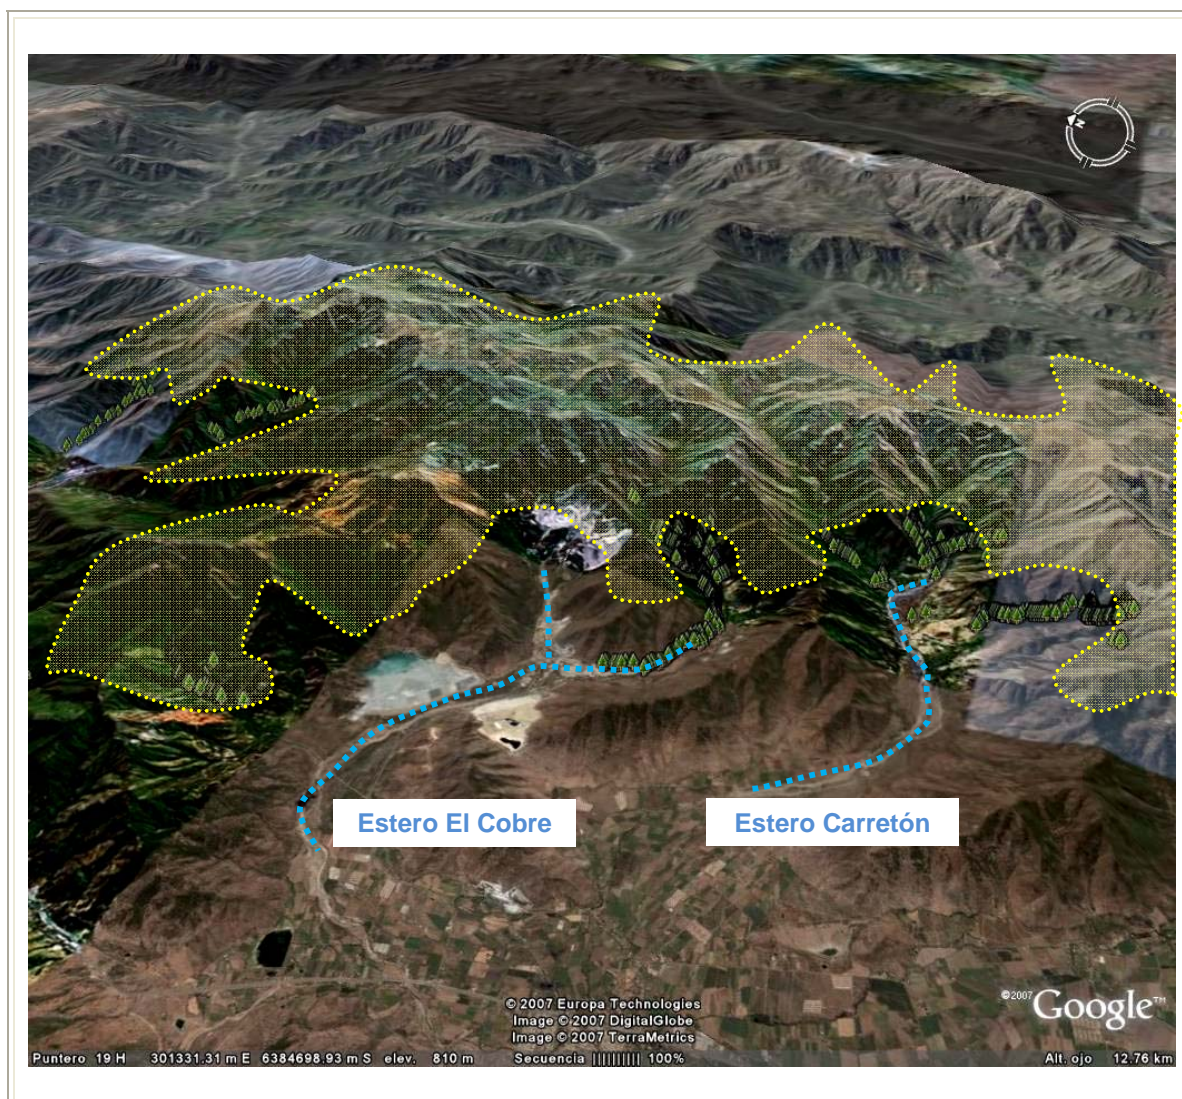 N
Estero El Cobre
Estero Carretón
© 2007 Europa Technologies
Image © 2007 DigitalGlobe
Image © 2007 TerraMetrics
©2007 Google™
Puntero 19 H 301331.31 m E 6384698.93 m S elev. 810 m Secuencia |||||||||| 100% Alt. ojo 12.76 km